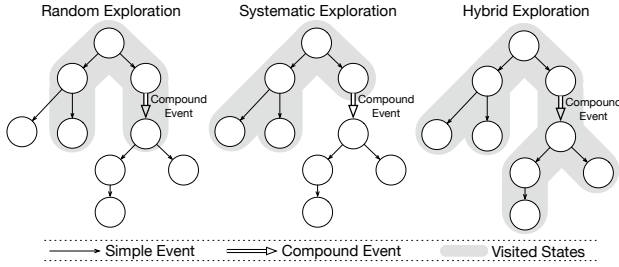 Random Exploration
Systematic Exploration
Hybrid Exploration
Compound
Event
Compound
Event
Compound
Event
Simple Event
Compound Event
Visited States